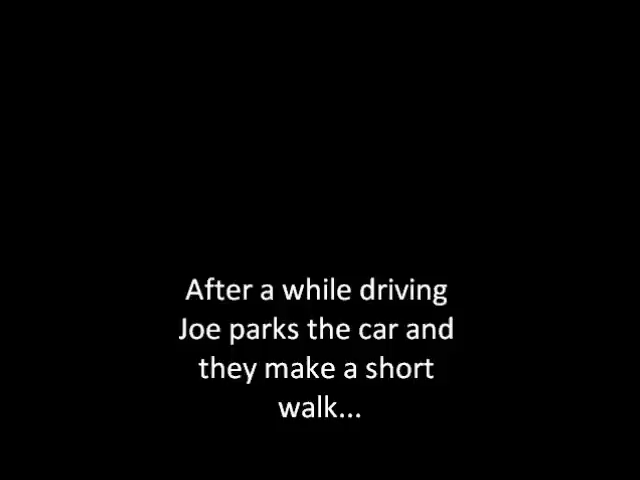 After a while driving
Joe parks the car and
they make a short
walk...